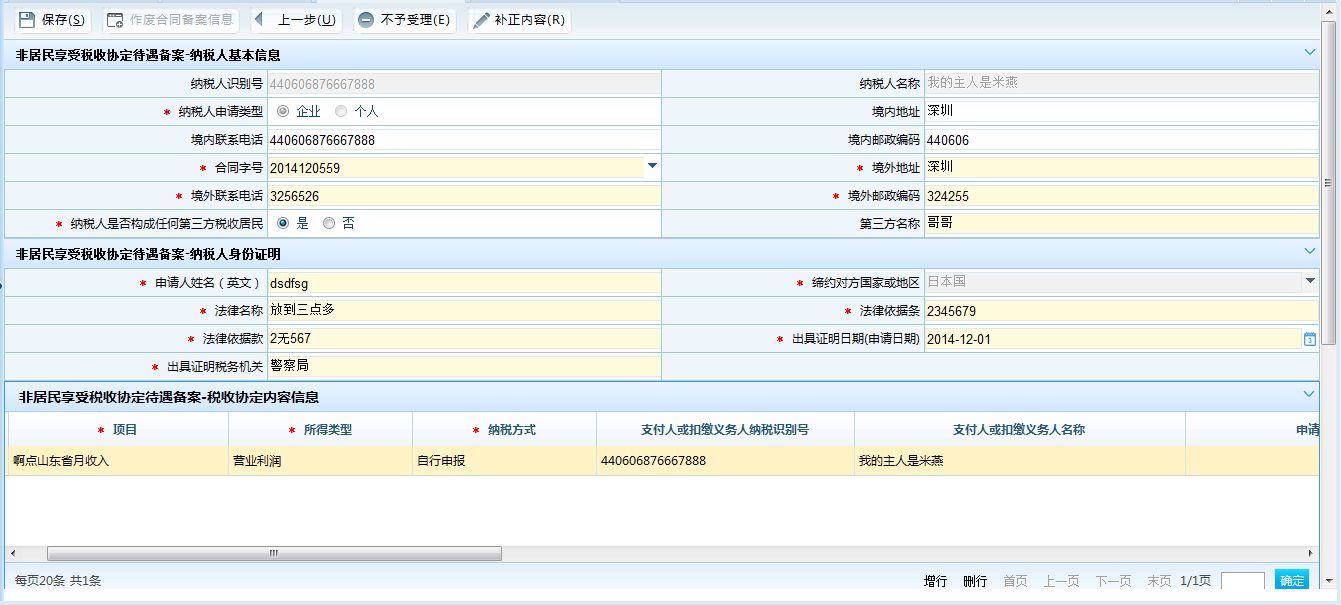 保存(S) 作废合同备案信息 上一步(U) 不予受理(E) 补正内容(R)
非居民享受税收协定待遇备案-纳税人基本信息
纳税人识别号 440606876667888 纳税人名称 我的主人是米燕
* 纳税人申请类型 企业 个人 境内地址 深圳
境内联系电话 440606876667888 境内邮政编码 440606
* 合同字号 2014120559 * 境外地址 深圳
* 境外联系电话 3256526 * 境外邮政编码 324255
* 纳税人是否构成任何第三方税收居民 是 否 第三方名称 哥哥
非居民享受税收协定待遇备案-纳税人身份证明
* 申请人姓名（英文） dsdfsg * 缔约对方国家或地区 日本国
* 法律名称 放到三点多 * 法律依据条 2345679
* 法律依据款 2无567 * 出具证明日期(申请日期) 2014-12-01
* 出具证明税务机关 警察局
非居民享受税收协定待遇备案-税收协定内容信息
* 项目 * 所得类型 * 纳税方式 支付人或扣缴义务人纳税识别号 支付人或扣缴义务人名称 申请
啊点山东省月收入 营业利润 自行申报 440606876667888 我的主人是米燕
每页20条 共1条 增行 删行 首页 上一页 下一页 末页 1/1页 确定